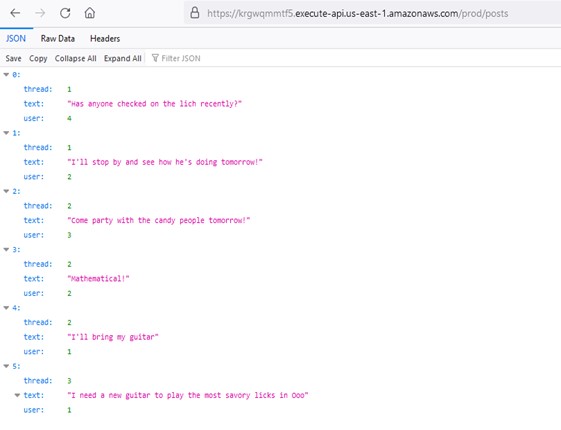 https://krgwqmmtf5.execute-api.us-east-1.amazonaws.com/prod/posts
JSON Raw Data Headers
Save Copy Collapse All Expand All Filter JSON
0:
thread: 1
text: "Has anyone checked on the lich recently?"
user: 4
1:
thread: 1
text: "I'll stop by and see how he's doing tomorrow!"
user: 2
2:
thread: 2
text: "Come party with the candy people tomorrow!"
user: 3
3:
thread: 2
text: "Mathematical!"
user: 2
4:
thread: 2
text: "I'll bring my guitar"
user: 1
5:
thread: 3
text: "I need a new guitar to play the most savory licks in Ooo"
user: 1